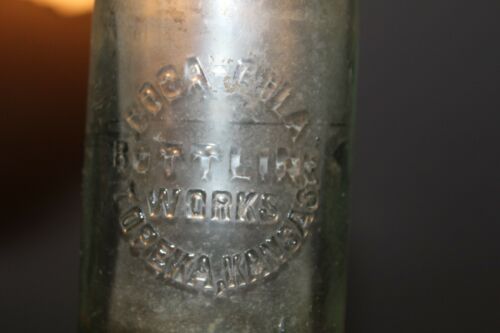 COCA-COLA
BOTTLING
WORKS
TOPEKA, KANSAS